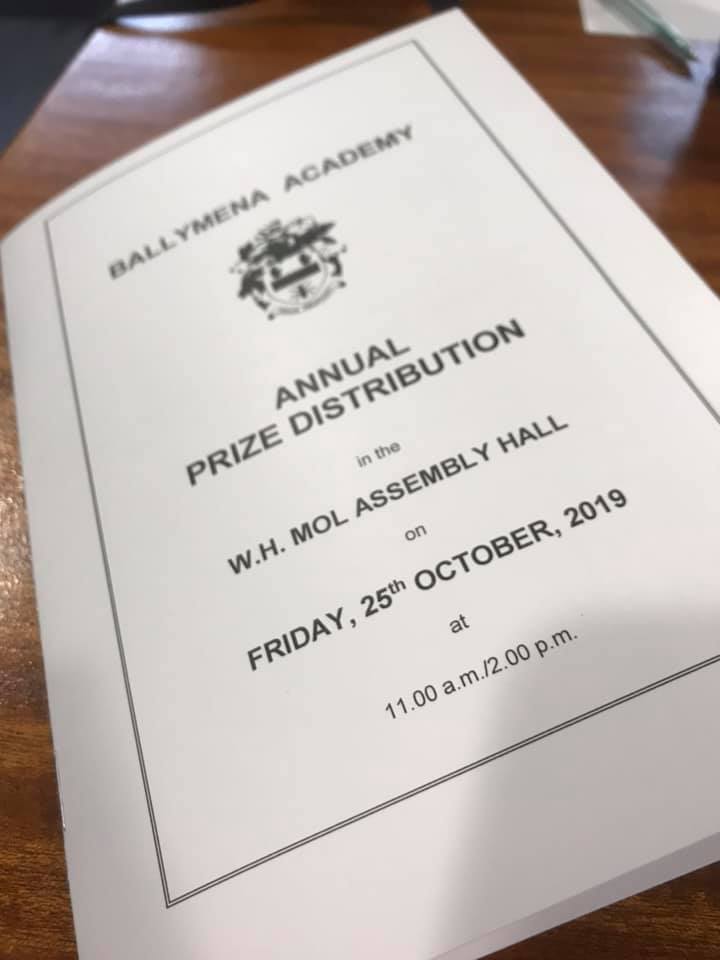 BALLYMENA ACADEMY
ANNUAL
PRIZE DISTRIBUTION
in the
W.H. MOL ASSEMBLY HALL
on
FRIDAY, 25th OCTOBER, 2019
at
11.00 a.m./2.00 p.m.